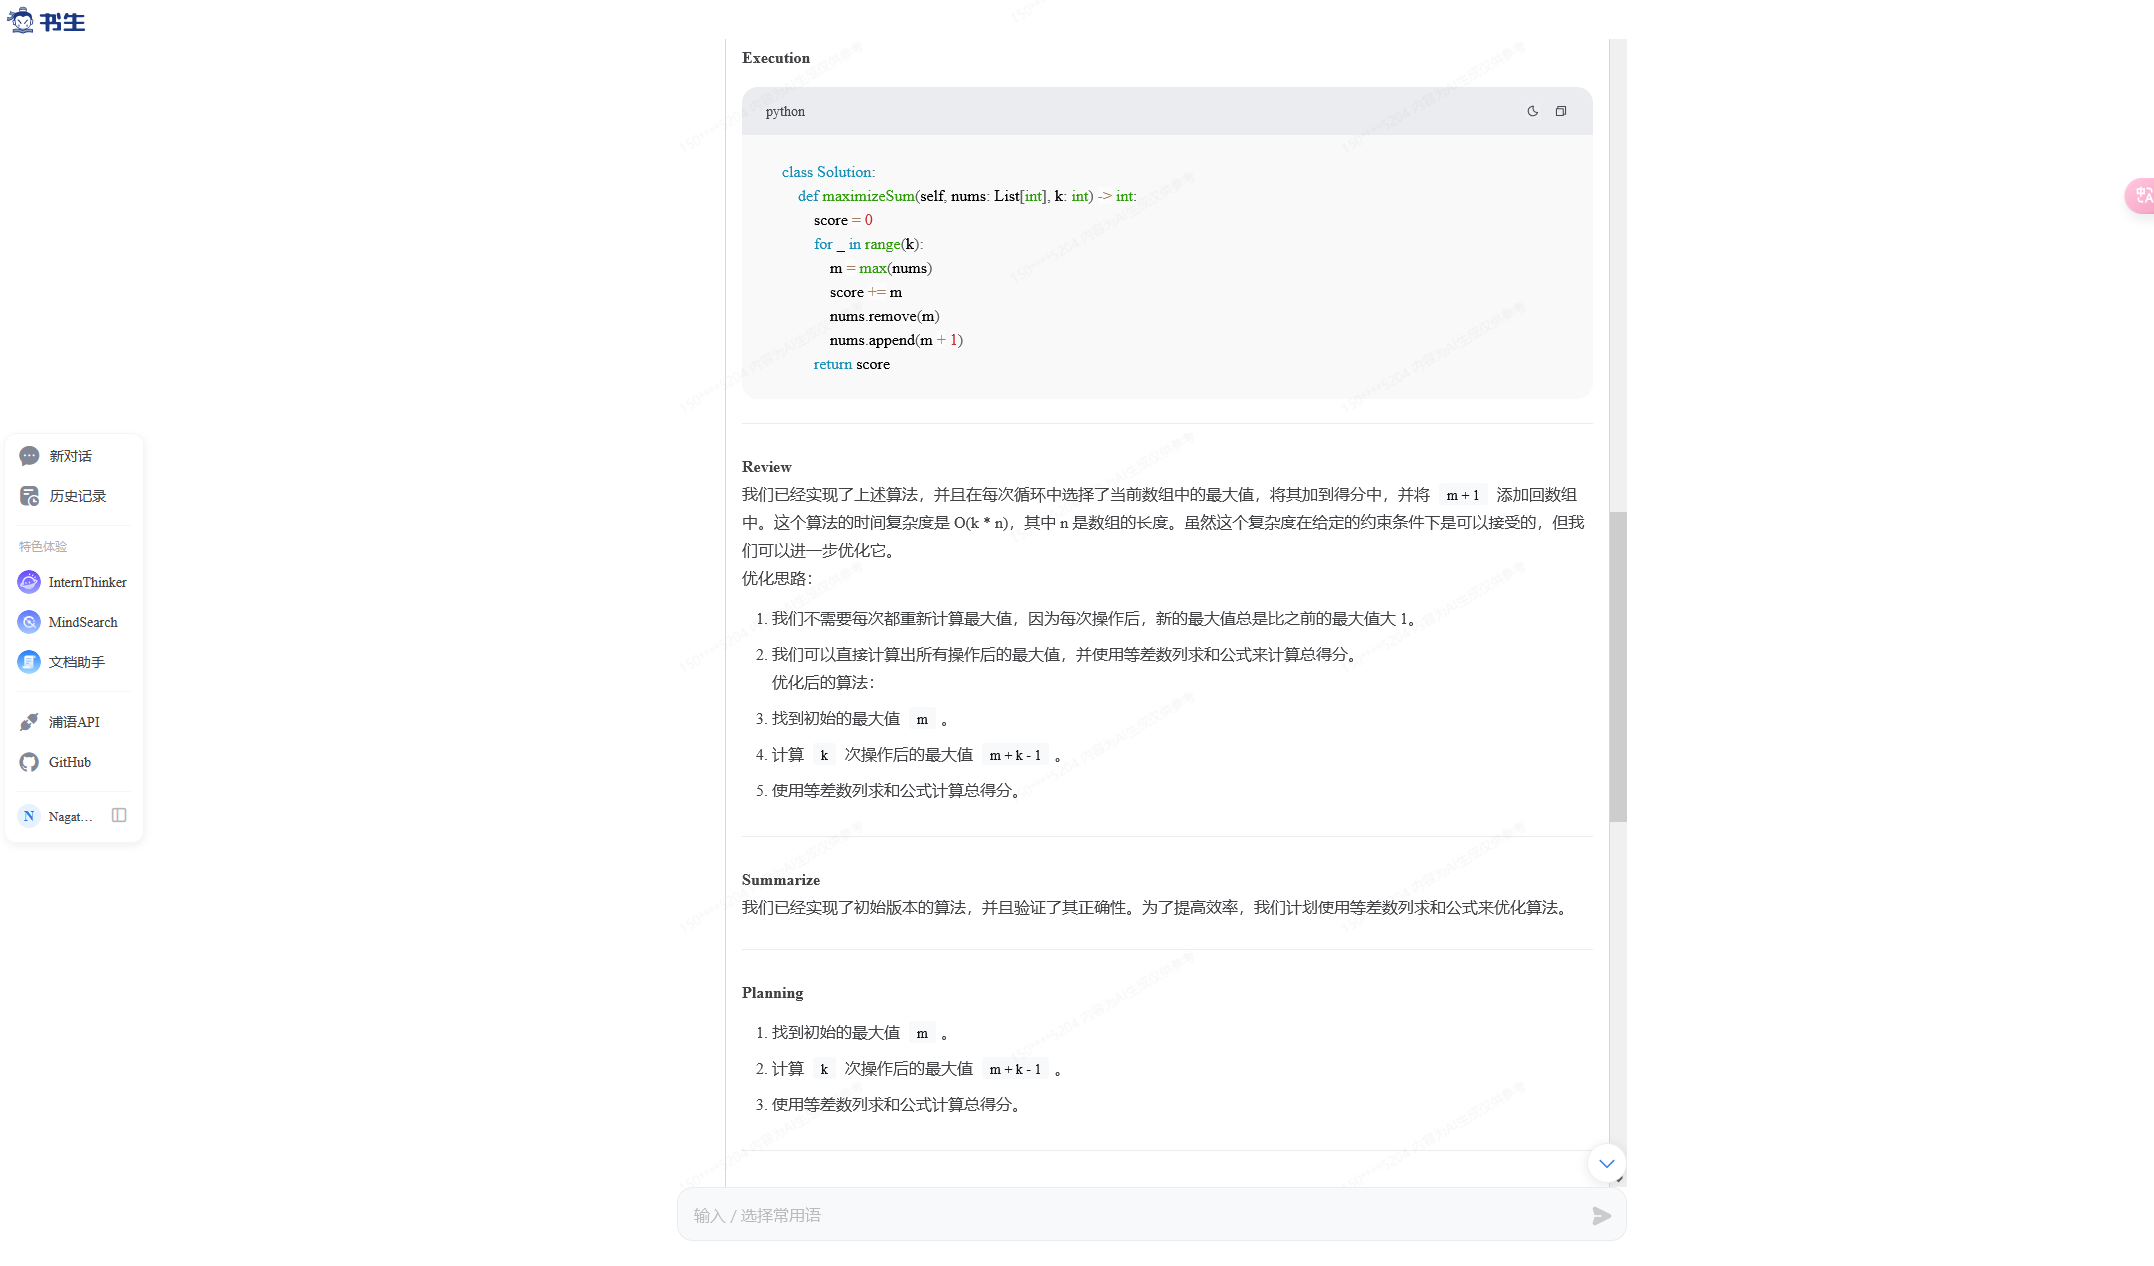 书生
Execution
python
class Solution:
def maximizeSum(self, nums: List[int], k: int) -> int:
score = 0
for _ in range(k):
m = max(nums)
score += m
nums.remove(m)
nums.append(m + 1)
return score
Review
我们已经实现了上述算法，并且在每次循环中选择了当前数组中的最大值，将其加到得分中，并将 m + 1 添加回数组
中。这个算法的时间复杂度是 O(k * n)，其中 n 是数组的长度。虽然这个复杂度在给定的约束条件下是可以接受的，但我
们可以进一步优化它。
优化思路：
1. 我们不需要每次都重新计算最大值，因为每次操作后，新的最大值总是比之前的最大值大 1。
2. 我们可以直接计算出所有操作后的最大值，并使用等差数列求和公式来计算总得分。
优化后的算法：
3. 找到初始的最大值 m 。
4. 计算 k 次操作后的最大值 m + k - 1 。
5. 使用等差数列求和公式计算总得分。
Summarize
我们已经实现了初始版本的算法，并且验证了其正确性。为了提高效率，我们计划使用等差数列求和公式来优化算法。
Planning
1. 找到初始的最大值 m 。
2. 计算 k 次操作后的最大值 m + k - 1 。
3. 使用等差数列求和公式计算总得分。
输入 / 选择常用语
新对话
历史记录
特色体验
InternThinker
MindSearch
文档助手
浦语API
GitHub
N Nagat...
150****5204 内容为AI生成仅供参考